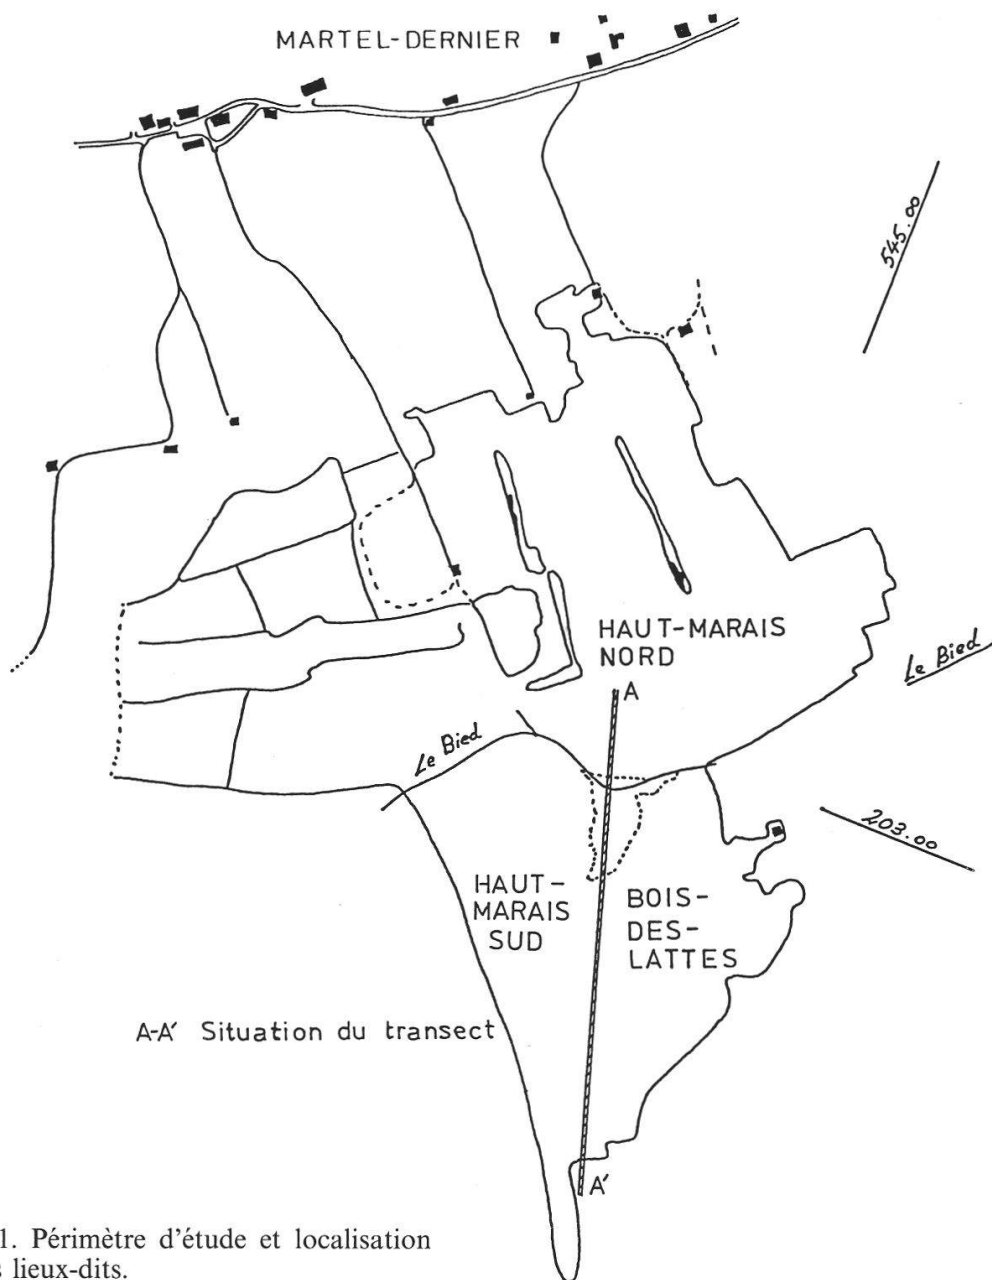 MARTEL-DERNIER
545.00
HAUT-MARAIS
NORD
Le Bied
A
Le Bied
203.00
HAUT-
MARAIS
SUD
BOIS-
DES-
LATTES
A-A' Situation du transect
A'
1. Périmètre d'étude et localisation
s lieux-dits.